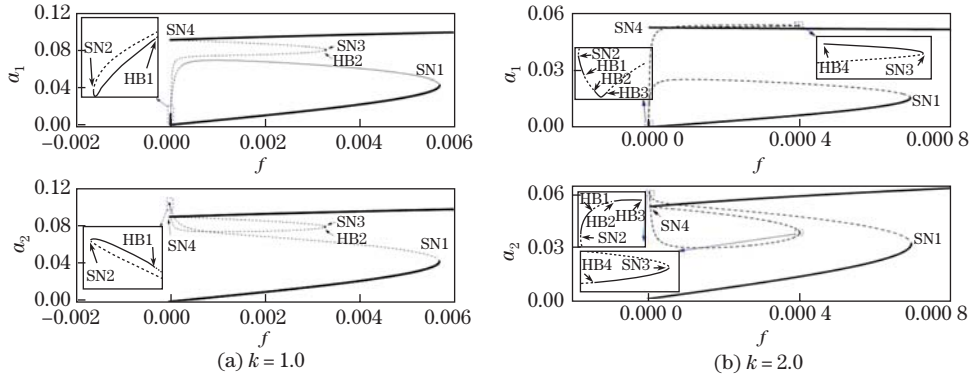 0.12
0.08
0.04
0.00
a1
SN4
SN2
HB1
SN3
HB2
SN1
−0.002
0.000
0.002
0.004
0.006
f
0.12
0.08
0.04
0.00
a2
SN3
HB2
SN4
HB1
SN2
SN1
−0.002
0.000
0.002
0.004
0.006
f
(a) k = 1.0
0.06
0.03
0.00
a1
SN4
SN2
HB1
HB2
HB3
HB4
SN3
SN1
0.000 0
0.000 4
0.000 8
f
0.06
0.03
0.00
a2
HB1
HB2
HB3
SN2
SN4
HB4
SN3
SN1
0.000 0
0.000 4
0.000 8
f
(b) k = 2.0